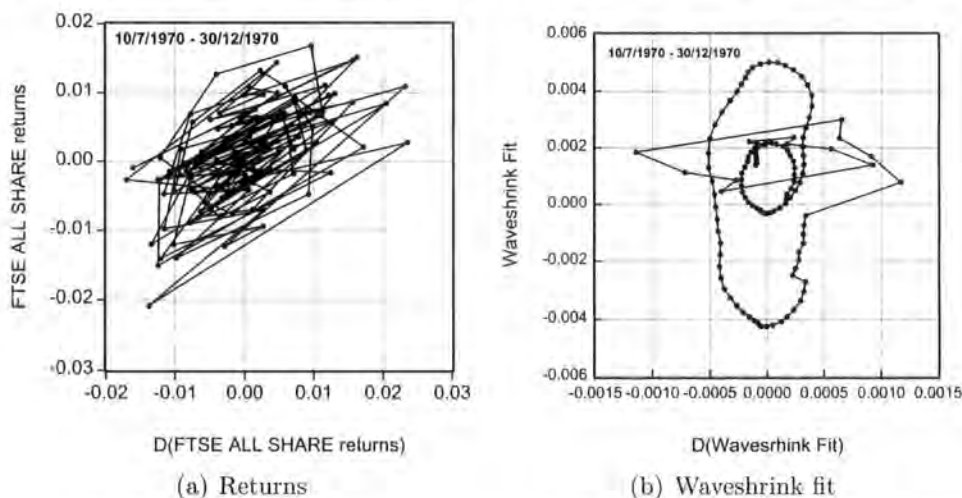 10/7/1970 - 30/12/1970
0.02
0.01
0.00
-0.01
-0.02
-0.03
FTSE ALL SHARE returns
-0.02 -0.01 0.00 0.01 0.02 0.03
D(FTSE ALL SHARE returns)
(a) Returns
10/7/1970 - 30/12/1970
0.006
0.004
0.002
0.000
-0.002
-0.004
-0.006
Waveshrink Fit
-0.0015 -0.0010 -0.0005 0.0000 0.0005 0.0010 0.0015
D(Wavesrhink Fit)
(b) Waveshrink fit